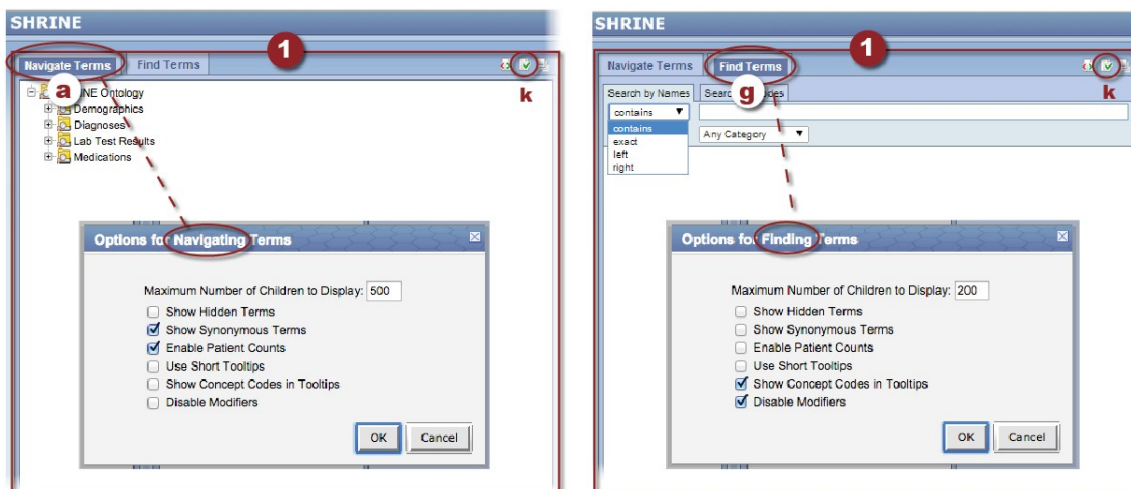 SHRINE
1
Navigate Terms Find Terms
k
a NE Ontology
Demographics
Diagnoses
Lab Test Results
Medications
Options for Navigating Terms
Maximum Number of Children to Display: 500
Show Hidden Terms
Show Synonymous Terms
Enable Patient Counts
Use Short Tooltips
Show Concept Codes in Tooltips
Disable Modifiers
OK Cancel
SHRINE
1
Navigate Terms Find Terms
k
Search by Names Sear g des
contains
contains Any Category
exact
left
right
Options for Finding Terms
Maximum Number of Children to Display: 200
Show Hidden Terms
Show Synonymous Terms
Enable Patient Counts
Use Short Tooltips
Show Concept Codes in Tooltips
Disable Modifiers
OK Cancel